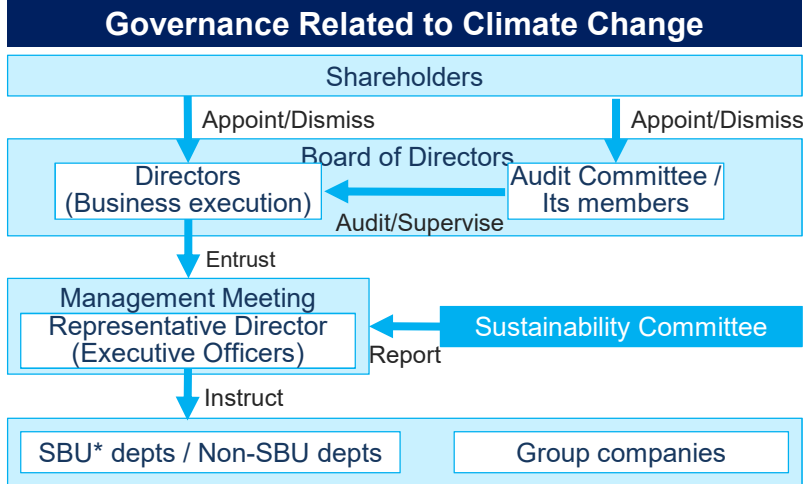 Governance Related to Climate Change
Shareholders
Appoint/Dismiss
Appoint/Dismiss
Board of Directors
Directors
(Business execution)
Audit Committee /
Its members
Audit/Supervise
Entrust
Management Meeting
Representative Director
(Executive Officers)
Sustainability Committee
Report
Instruct
SBU* depts / Non-SBU depts
Group companies